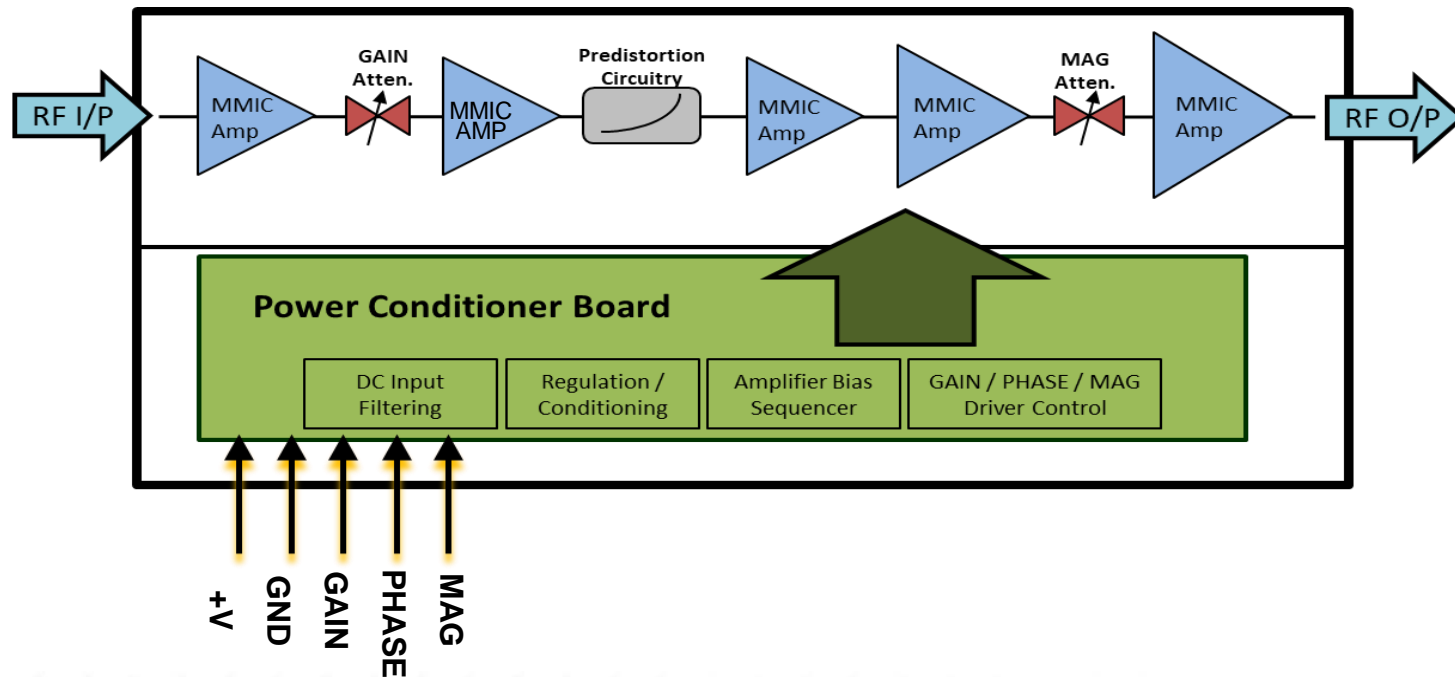 RF I/P
MMIC
Amp
GAIN
Atten.
MMIC
AMP
Predistortion
Circuitry
MMIC
Amp
MMIC
Amp
MAG
Atten.
MMIC
Amp
RF O/P
Power Conditioner Board
DC Input
Filtering
Regulation /
Conditioning
Amplifier Bias
Sequencer
GAIN / PHASE / MAG
Driver Control
+V
GND
GAIN
PHASE
MAG